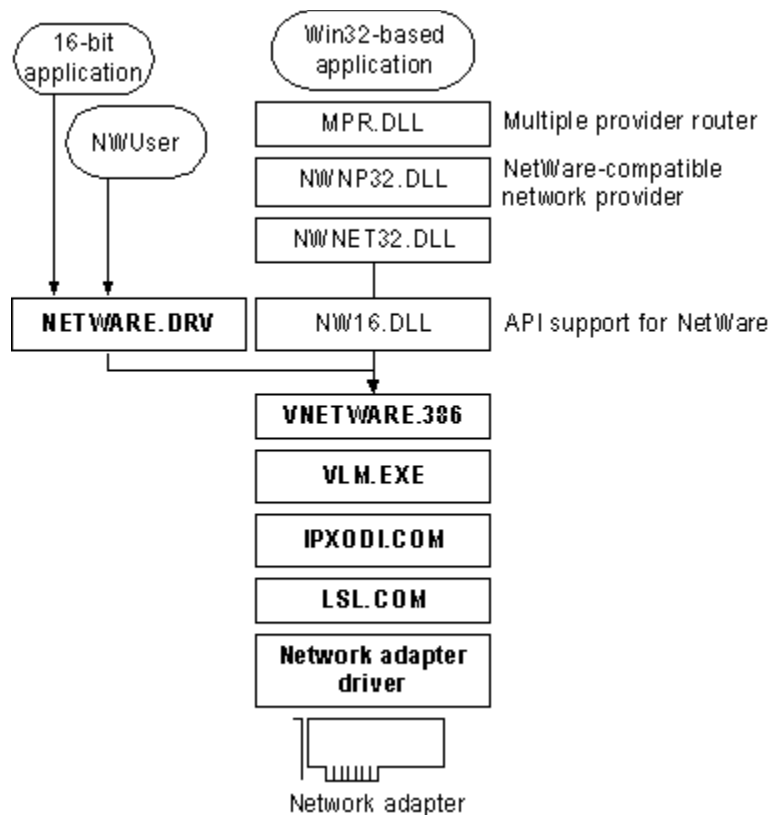 16-bit
application
Win32-based
application
NWUser
MPR.DLL
Multiple provider router
NWNP32.DLL
NetWare-compatible
network provider
NWNET32.DLL
NETWARE.DRV
NW16.DLL
API support for NetWare
VNETWARE.386
VLM.EXE
IPXODI.COM
LSL.COM
Network adapter
driver
Network adapter